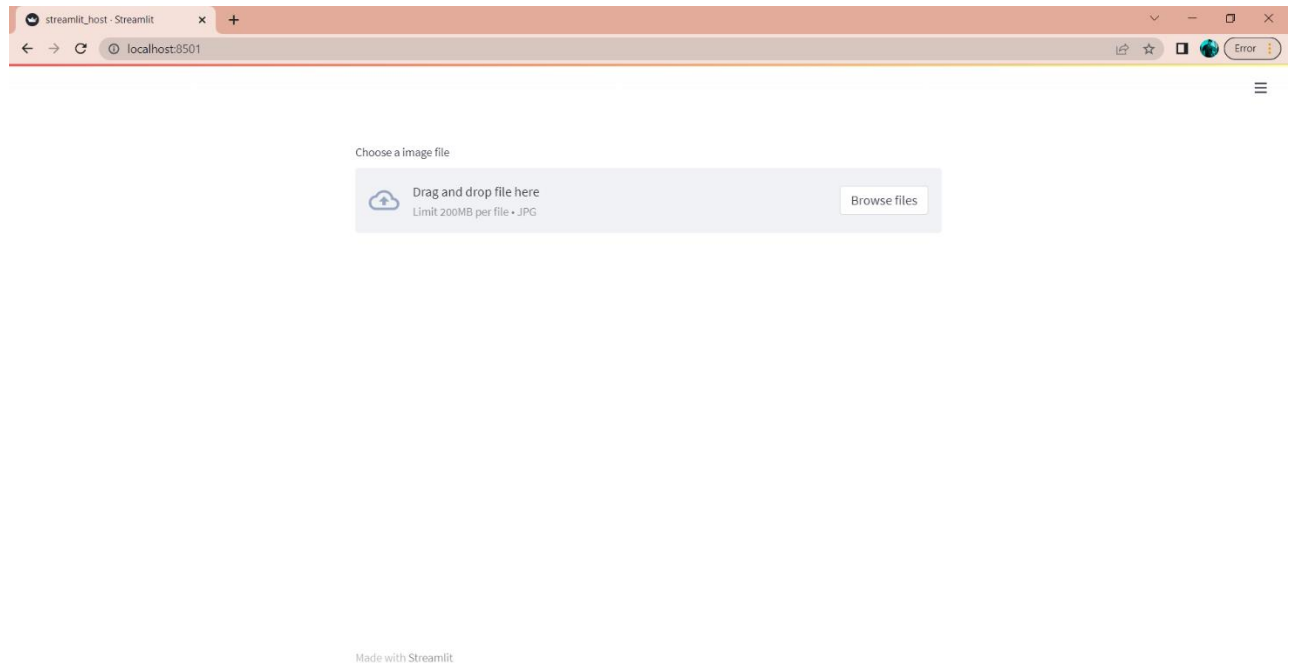 streamlit_host · Streamlit
localhost:8501
Error
Choose a image file
Drag and drop file here
Limit 200MB per file • JPG
Browse files
Made with Streamlit